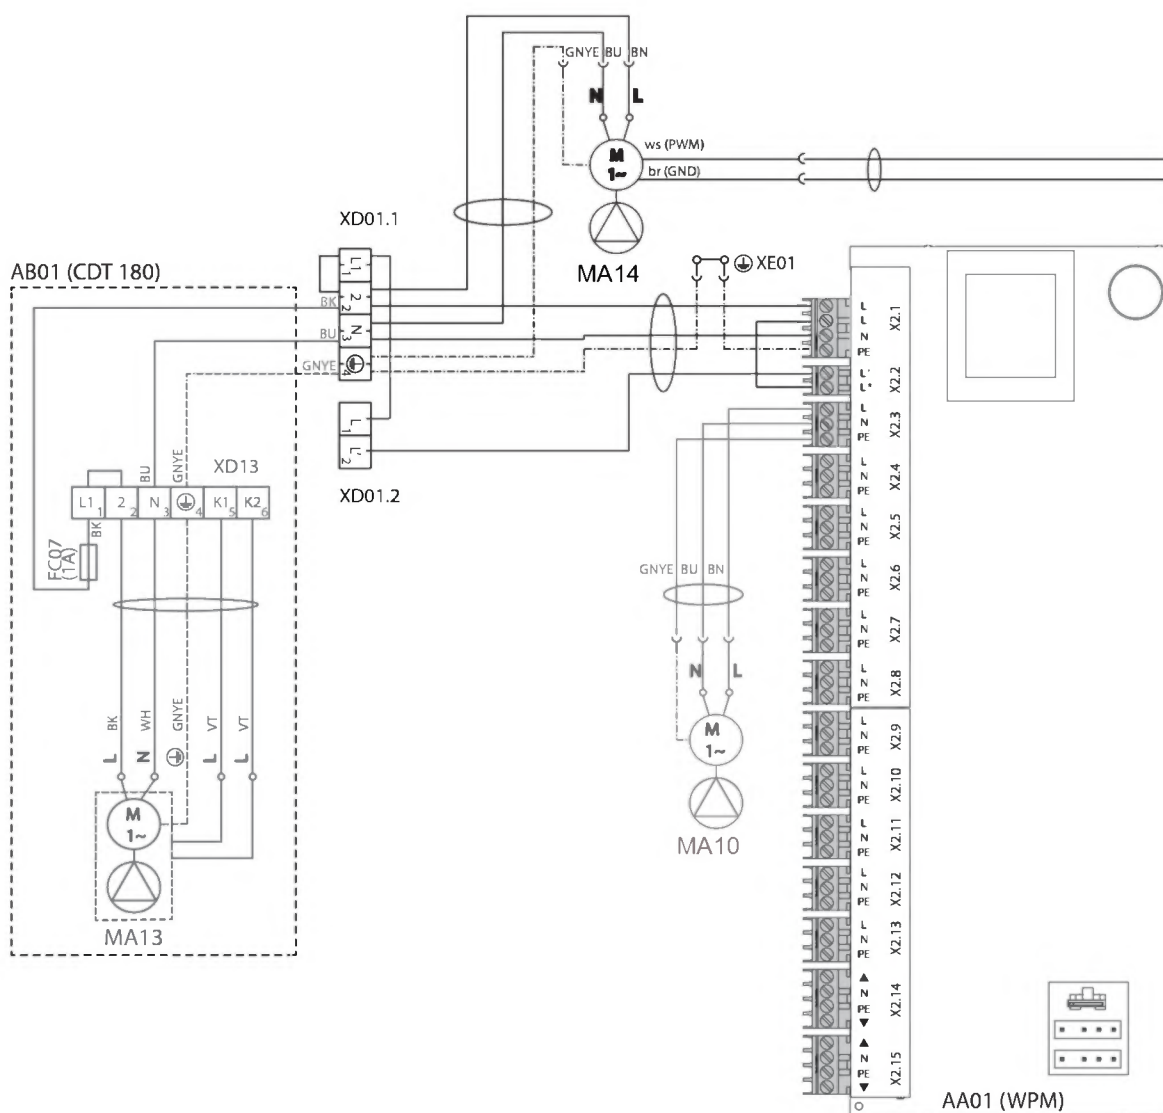 GNYE BU BN
N L
M
1~
ws (PWM)
br (GND)
MA14
XD01.1
L1 1
2 2
N 3
4
BK
BU
GNYE
L 1
L' 2
XD01.2
XE01
AB01 (CDT 180)
BU
GNYE
XD13
L1 1
2 2
N 3
4
K1 5
K2 6
BK
FC07
(1A)
L BK
N WH
GNYE
L VT
L VT
M
1~
MA13
GNYE BU BN
N L
M
1~
MA10
L
L
N
PE
X2.1
L'
L*
X2.2
L
N
PE
X2.3
L
N
PE
X2.4
L
N
PE
X2.5
L
N
PE
X2.6
L
N
PE
X2.7
L
N
PE
X2.8
L
N
PE
X2.9
L
N
PE
X2.10
L
N
PE
X2.11
L
N
PE
X2.12
L
N
PE
X2.13
▲
N
PE
▼
X2.14
▲
N
PE
▼
X2.15
AA01 (WPM)